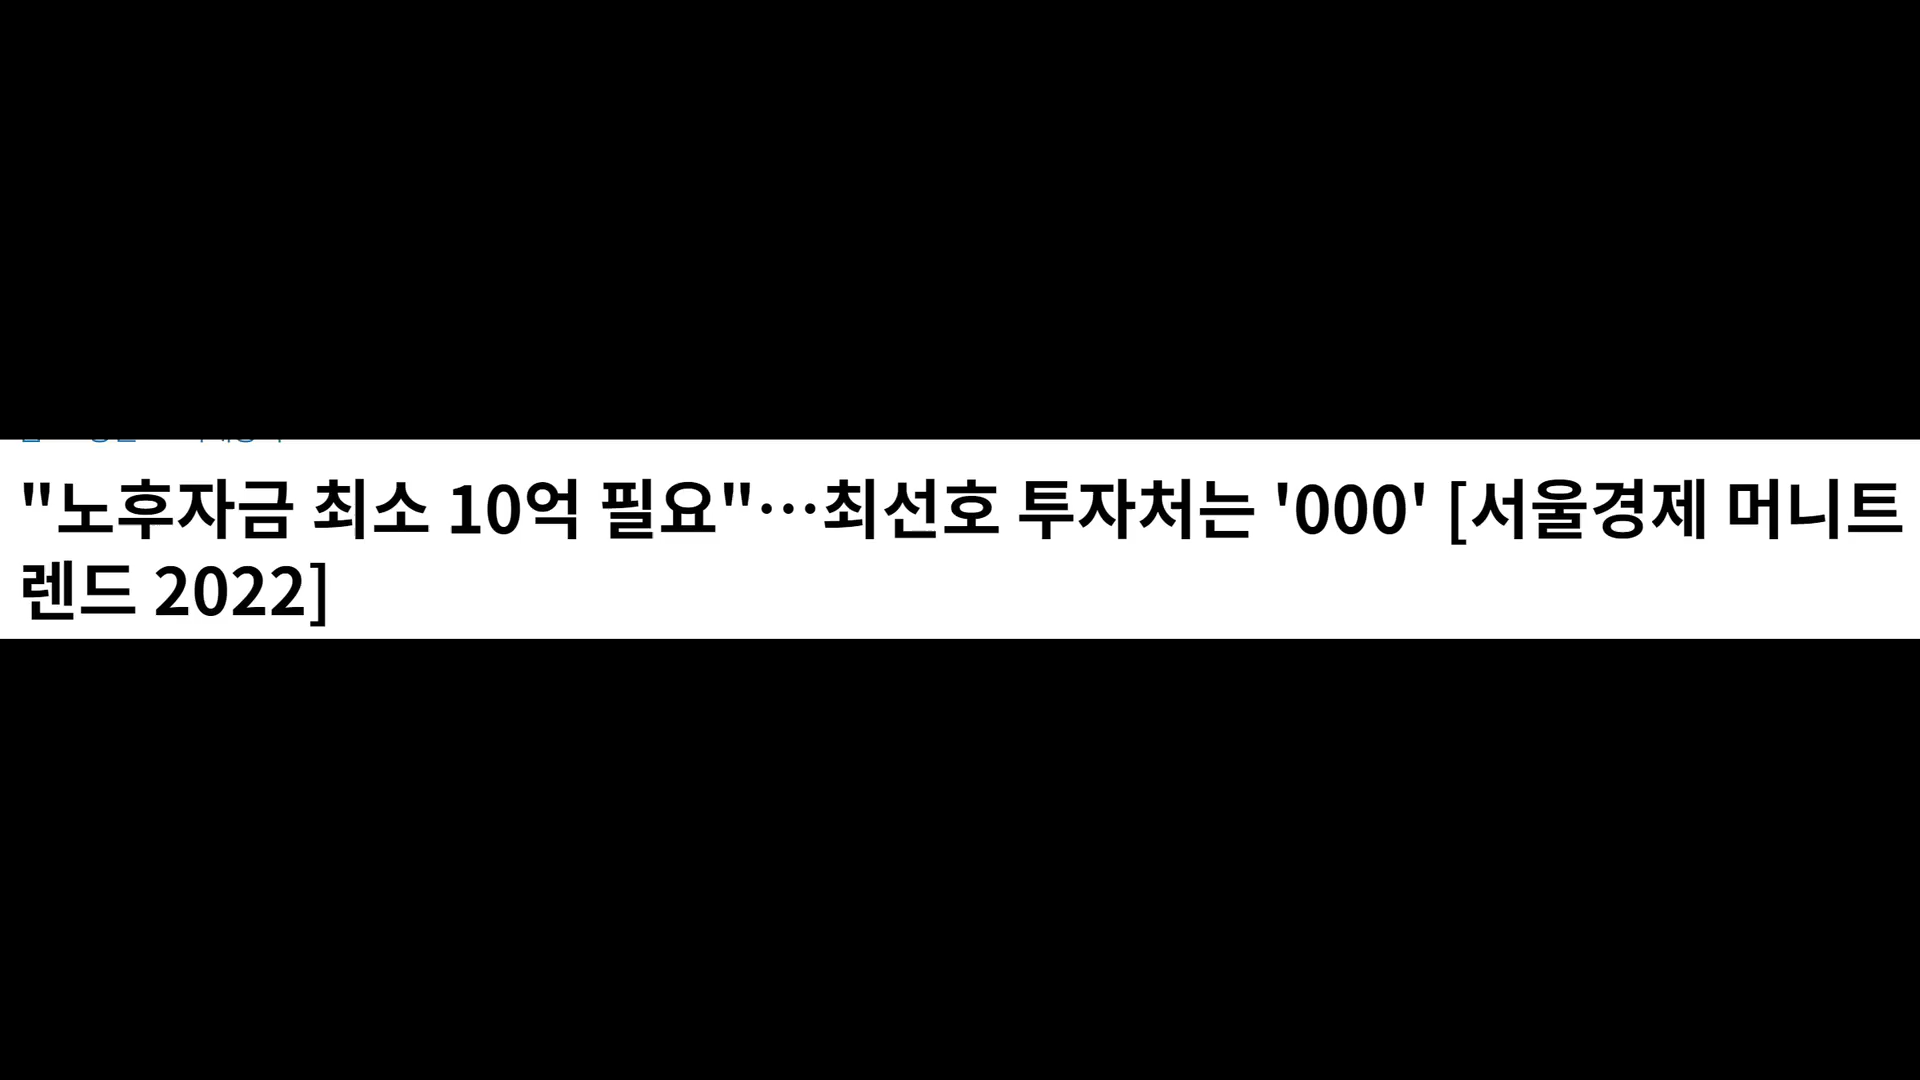 "노후자금 최소 10억 필요"…최선호 투자처는 '000' [서울경제 머니트
렌드 2022]